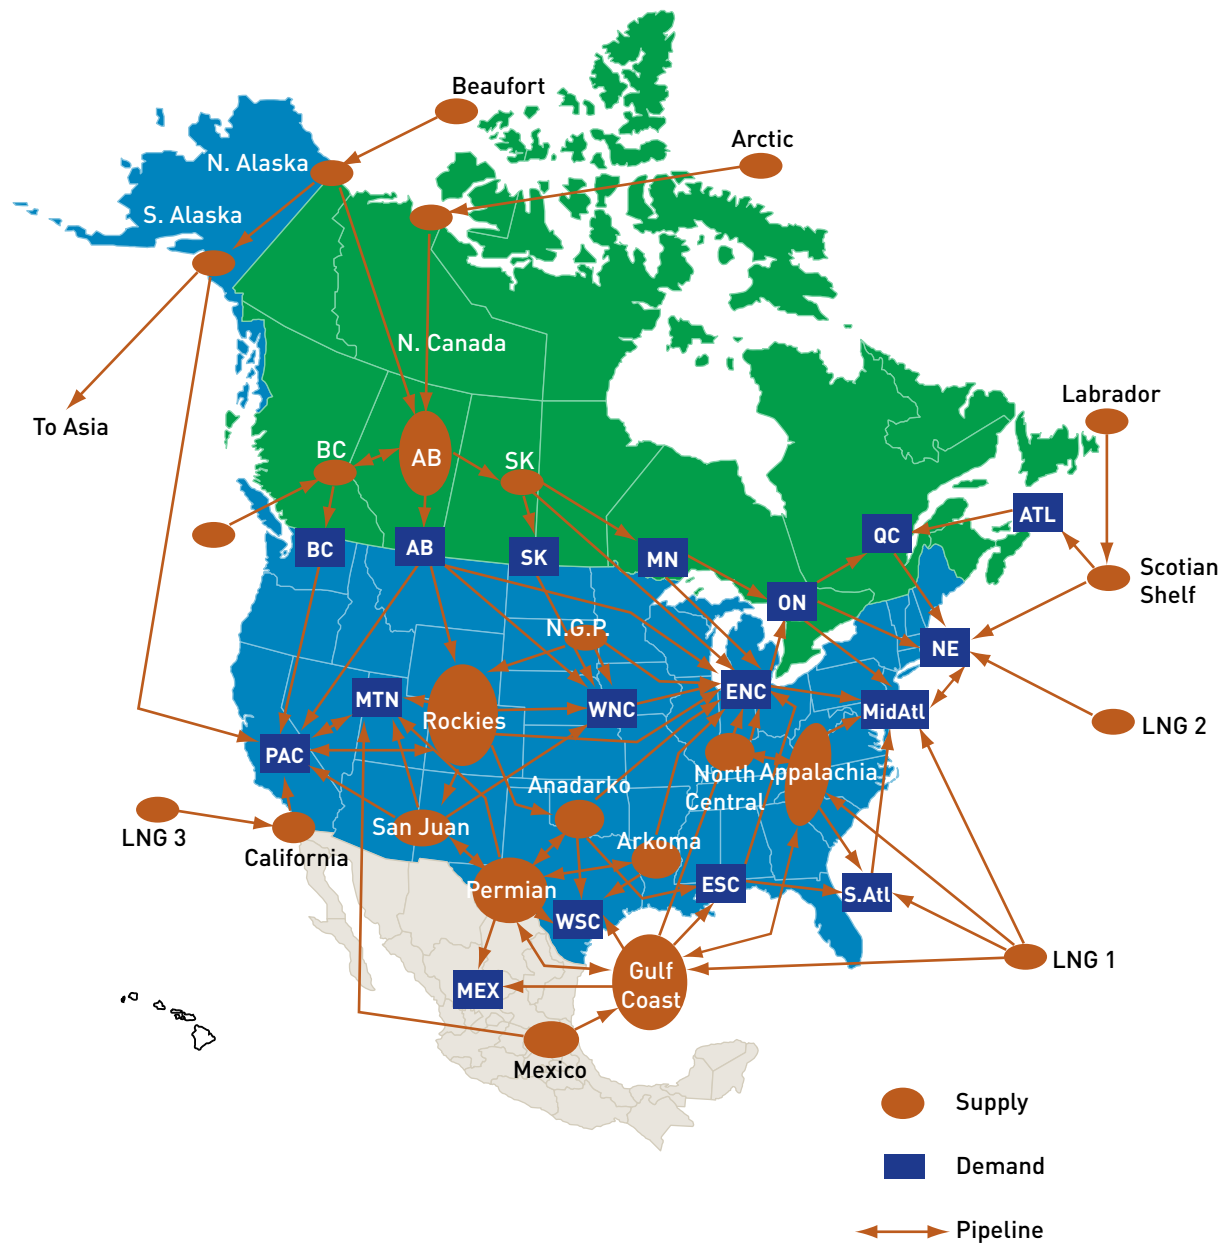 Beaufort
Arctic
N. Alaska
S. Alaska
N. Canada
To Asia
Labrador
BC
AB
SK
ATL
QC
BC
AB
SK
MN
Scotian
Shelf
ON
N.G.P.
NE
MTN
Rockies
WNC
ENC
MidAtl
LNG 2
PAC
Anadarko
North
Central
Appalachia
LNG 3
California
San Juan
Arkoma
Permian
ESC
S.Atl
WSC
LNG 1
Gulf
Coast
MEX
Mexico
Supply
Demand
Pipeline